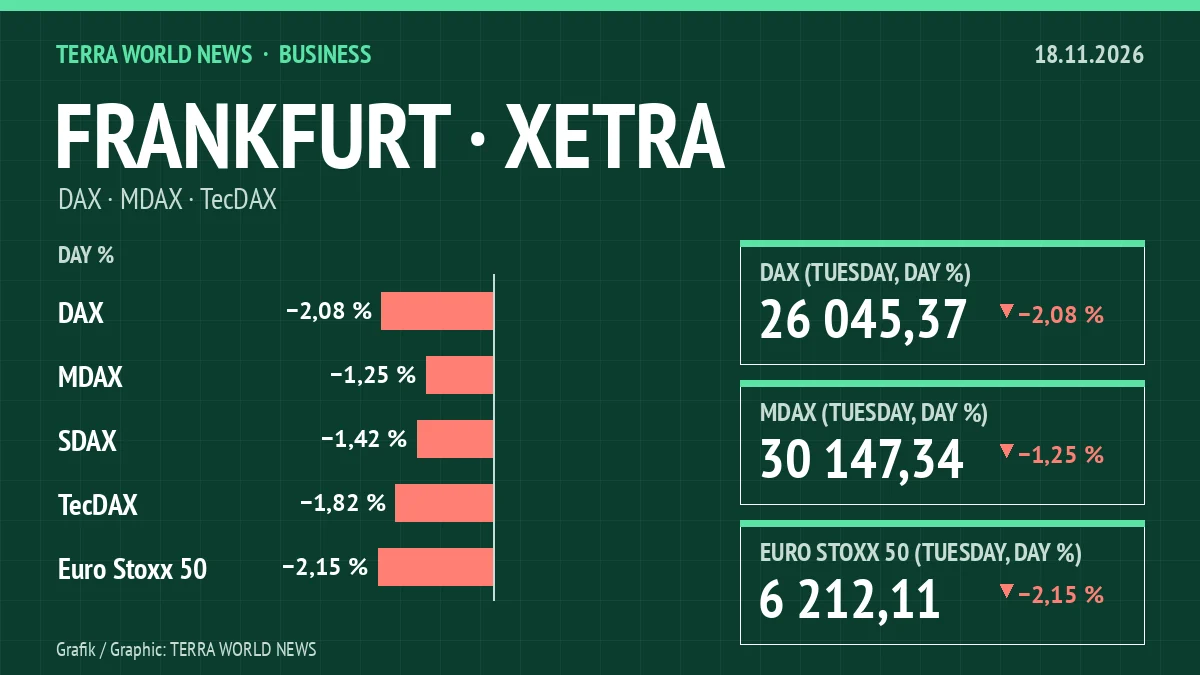 TERRA WORLD NEWS · BUSINESS
18.11.2026
FRANKFURT · XETRA
DAX · MDAX · TecDAX
DAY %
DAX −2,08 %
MDAX −1,25 %
SDAX −1,42 %
TecDAX −1,82 %
Euro Stoxx 50 −2,15 %
DAX (TUESDAY, DAY %)
26 045,37 ▼−2,08 %
MDAX (TUESDAY, DAY %)
30 147,34 ▼−1,25 %
EURO STOXX 50 (TUESDAY, DAY %)
6 212,11 ▼−2,15 %
Grafik / Graphic: TERRA WORLD NEWS